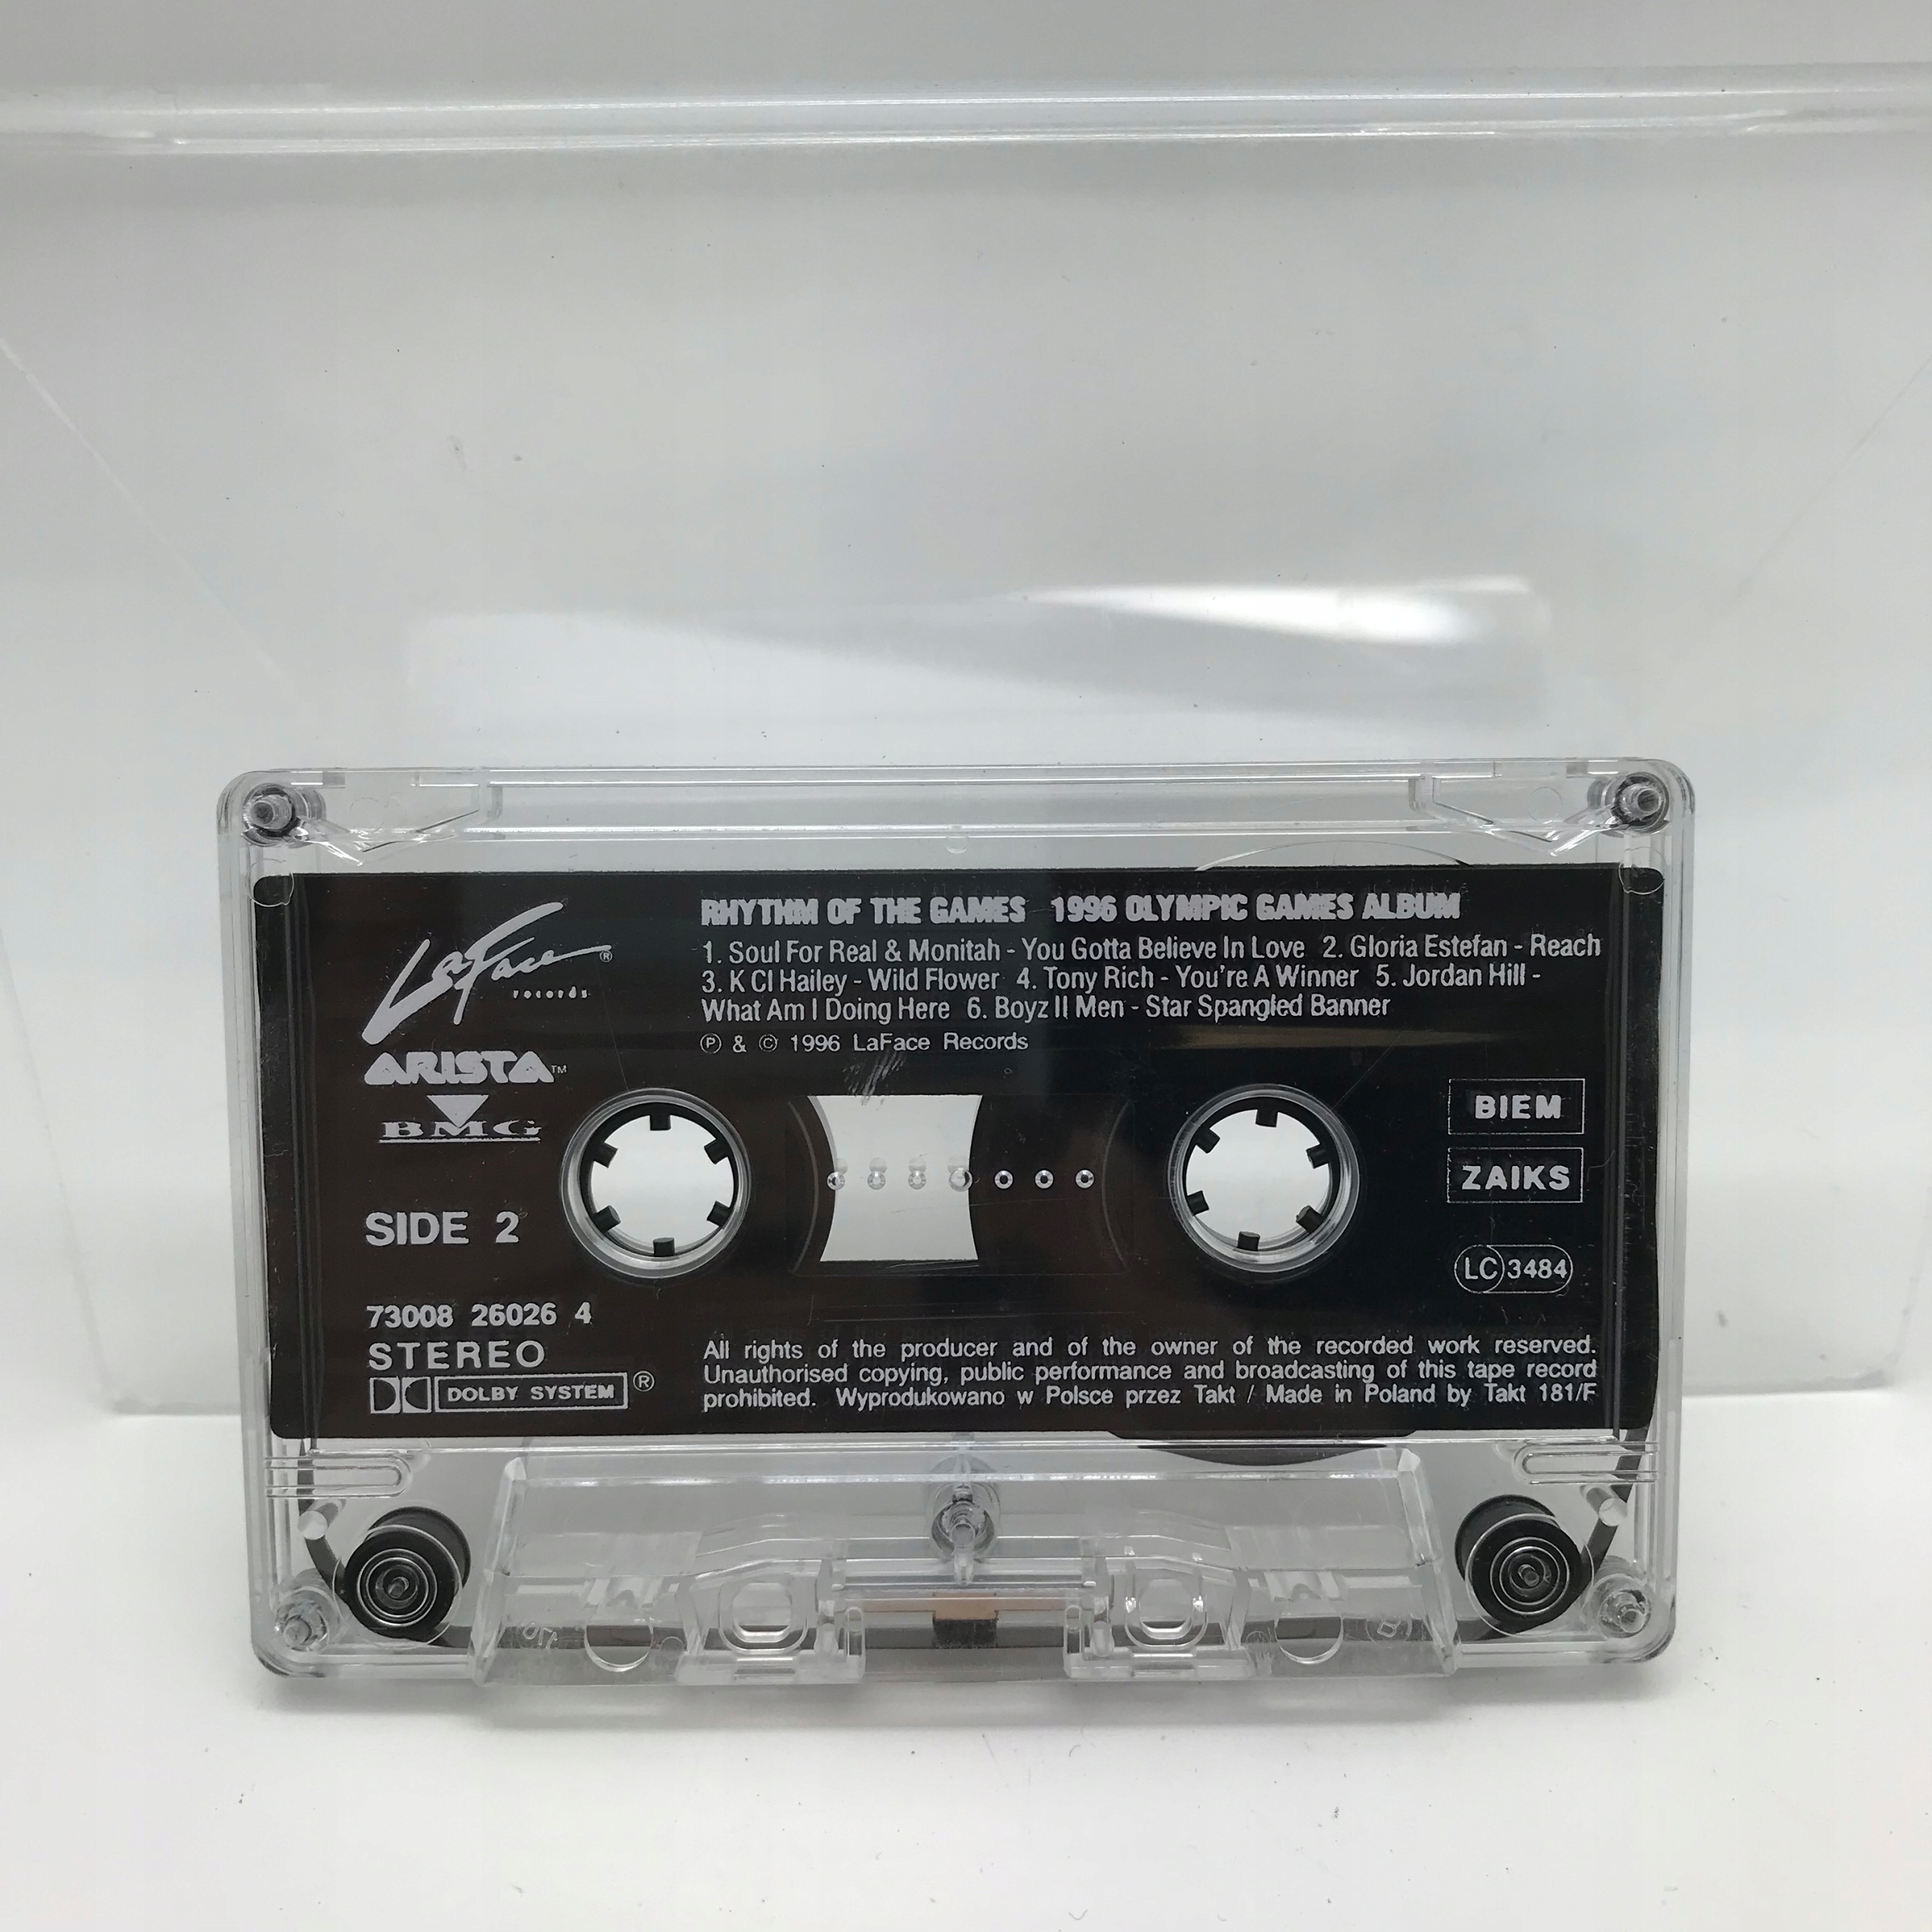 LaFace ®
records
ARISTA™
BMG
SIDE 2
73008 26026 4
STEREO
DOLBY SYSTEM ®
RHYTHM OF THE GAMES 1996 OLYMPIC GAMES ALBUM
1. Soul For Real & Monitah - You Gotta Believe In Love 2. Gloria Estefan - Reach
3. K CI Hailey - Wild Flower 4. Tony Rich - You're A Winner 5. Jordan Hill -
What Am I Doing Here 6. Boyz II Men - Star Spangled Banner
Ⓟ & © 1996 LaFace Records
BIEM
ZAIKS
LC 3484
All rights of the producer and of the owner of the recorded work reserved.
Unauthorised copying, public performance and broadcasting of this tape record
prohibited. Wyprodukowano w Polsce przez Takt / Made in Poland by Takt 181/F